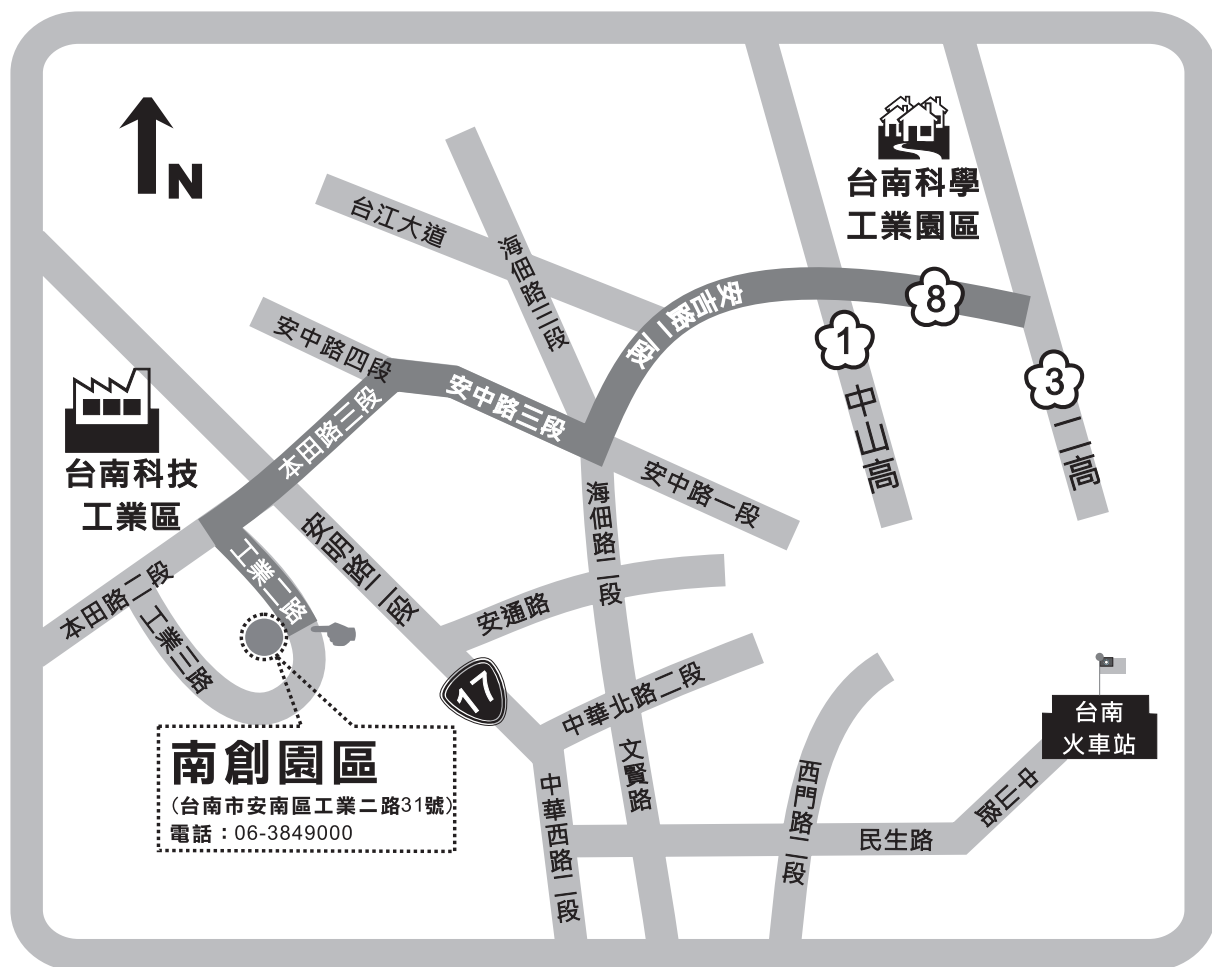 N
台南科學
工業園區
台江大道
海佃路三段
安吉路一段
8
1
中山高
3
二高
安中路四段
安中路三段
本田路三段
台南科技
工業區
安中路一段
海佃路二段
安明路二段
工業二路
本田路二段
工業三路
安通路
17
中華北路二段
文賢路
台南
火車站
中山路
西門路二段
民生路
中華西路二段
南創園區
(台南市安南區工業二路31號)
電話：06-3849000